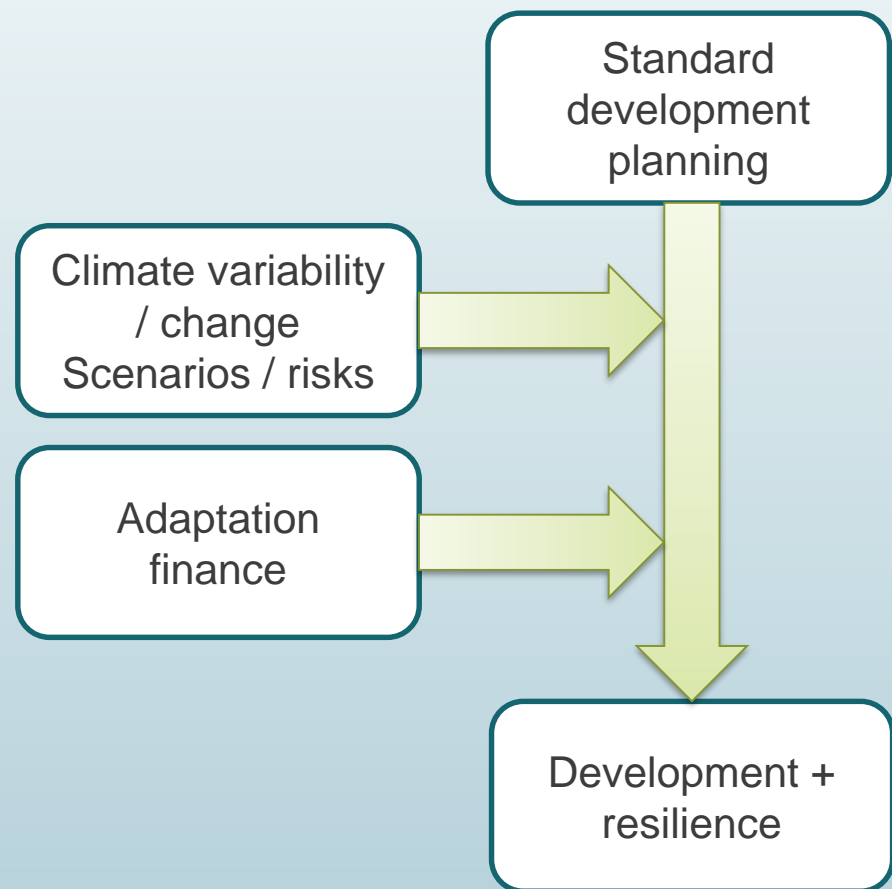 Standard
development
planning
Climate variability
/ change
Scenarios / risks
Adaptation
finance
Development +
resilience